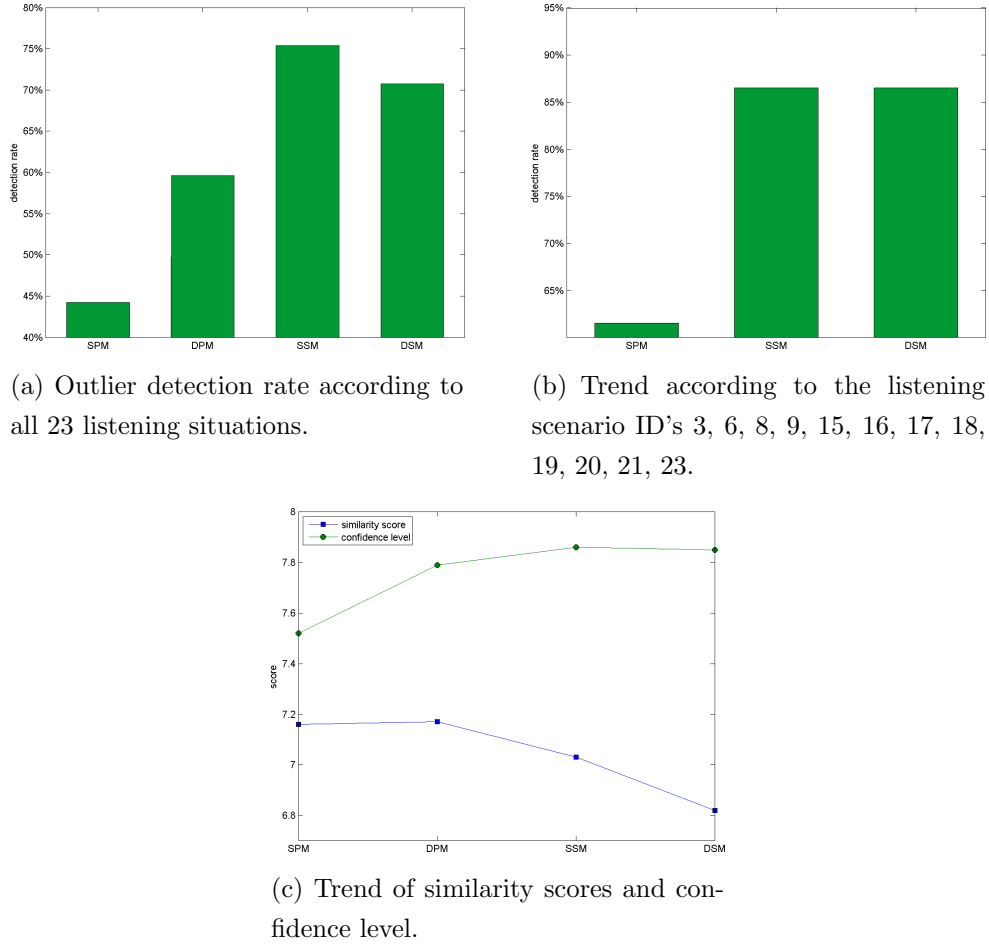 80%
75%
70%
65%
60%
55%
50%
45%
40%
detection rate
SPM DPM SSM DSM
95%
90%
85%
80%
75%
70%
65%
detection rate
SPM SSM DSM
(a) Outlier detection rate according to
all 23 listening situations.
(b) Trend according to the listening
scenario ID's 3, 6, 8, 9, 15, 16, 17, 18,
19, 20, 21, 23.
8
7.8
7.6
7.4
7.2
7
6.8
score
similarity score
confidence level
SPM DPM SSM DSM
(c) Trend of similarity scores and con-
fidence level.